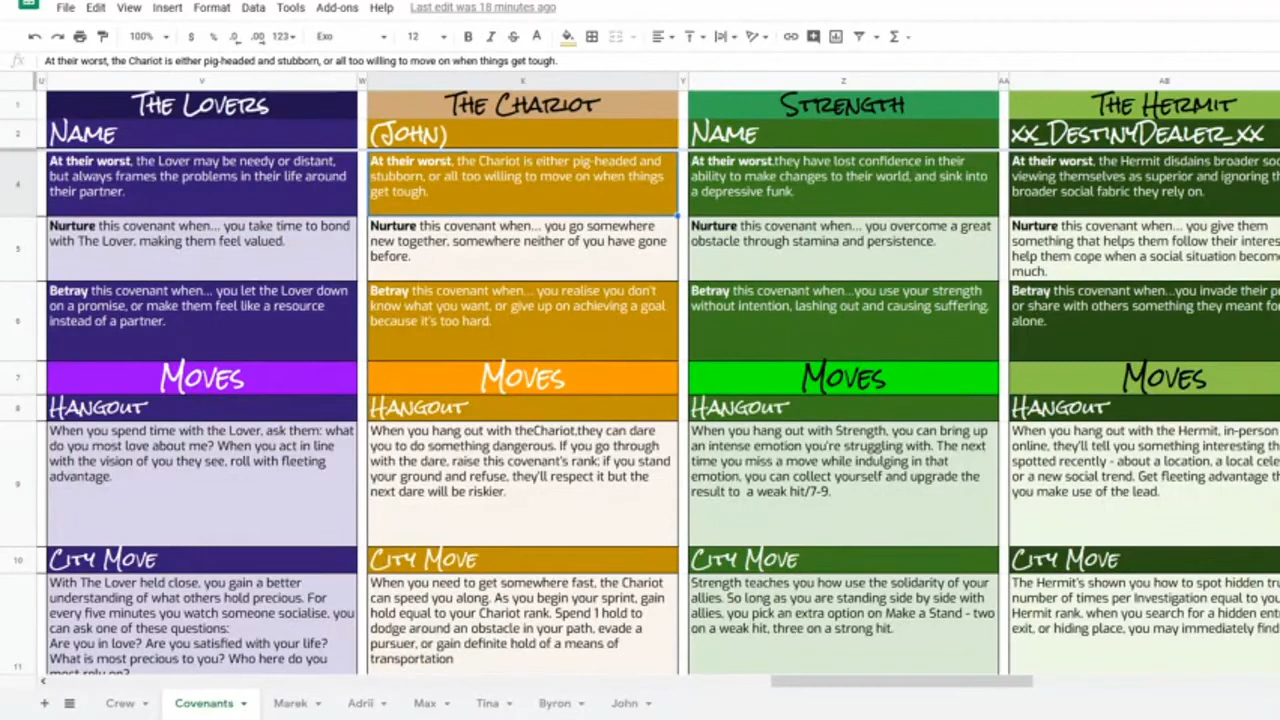 File Edit View Insert Format Data Tools Add-ons Help Last edit was 18 minutes ago
100% $ % .0 .00 123 Exo 12 B I S A
fx At their worst, the Chariot is either pig-headed and stubborn, or all too willing to move on when things get tough.
U V W X Y Z AA AB
1
The Lovers
The Chariot
Strength
The Hermit
2
Name
(John)
Name
xx_DestinyDealer_xx
4
At their worst, the Lover may be needy or distant,
but always frames the problems in their life around
their partner.
At their worst, the Chariot is either pig-headed and
stubborn, or all too willing to move on when things
get tough.
At their worst.they have lost confidence in their
ability to make changes to their world, and sink into
a depressive funk.
At their worst, the Hermit disdains broader so
viewing themselves as superior and ignoring th
broader social fabric they rely on.
5
Nurture this covenant when... you take time to bond
with The Lover, making them feel valued.
Nurture this covenant when... you go somewhere
new together, somewhere neither of you have gone
before.
Nurture this covenant when... you overcome a great
obstacle through stamina and persistence.
Nurture this covenant when... you give them
something that helps them follow their interes
help them cope when a social situation becom
much.
6
Betray this covenant when... you let the Lover down
on a promise, or make them feel like a resource
instead of a partner.
Betray this covenant when... you realise you don't
know what you want, or give up on achieving a goal
because it's too hard.
Betray this covenant when...you use your strength
without intention, lashing out and causing suffering.
Betray this covenant when...you invade their p
or share with others something they meant fo
alone.
7
Moves
Moves
Moves
Moves
8
Hangout
Hangout
Hangout
Hangout
9
When you spend time with the Lover, ask them: what
do you most love about me? When you act in line
with the vision of you they see, roll with fleeting
advantage.
When you hang out with theChariot,they can dare
you to do something dangerous. If you go through
with the dare, raise this covenant's rank; if you stand
your ground and refuse, they'll respect it but the
next dare will be riskier.
When you hang out with Strength, you can bring up
an intense emotion you're struggling with. The next
time you miss a move while indulging in that
emotion, you can collect yourself and upgrade the
result to a weak hit/7-9.
When you hang out with the Hermit, in-person
online, they'll tell you something interesting th
spotted recently - about a location, a local cele
or a new social trend. Get fleeting advantage th
you make use of the lead.
10
City Move
City Move
City Move
City Move
11
With The Lover held close, you gain a better
understanding of what others hold precious. For
every five minutes you watch someone socialise, you
can ask one of these questions:
Are you in love? Are you satisfied with your life?
What is most precious to you? Who here do you
most rely on?
When you need to get somewhere fast, the Chariot
can speed you along. As you begin your sprint, gain
hold equal to your Chariot rank. Spend 1 hold to
dodge around an obstacle in your path, evade a
pursuer, or gain definite hold of a means of
transportation
Strength teaches you how use the solidarity of your
allies. So long as you are standing side by side with
allies, you pick an extra option on Make a Stand - two
on a weak hit, three on a strong hit.
The Hermit's shown you how to spot hidden tru
number of times per Investigation equal to you
Hermit rank, when you search for a hidden ent
exit, or hiding place, you may immediately find
Crew Covenants Marek Adrii Max Tina Byron John